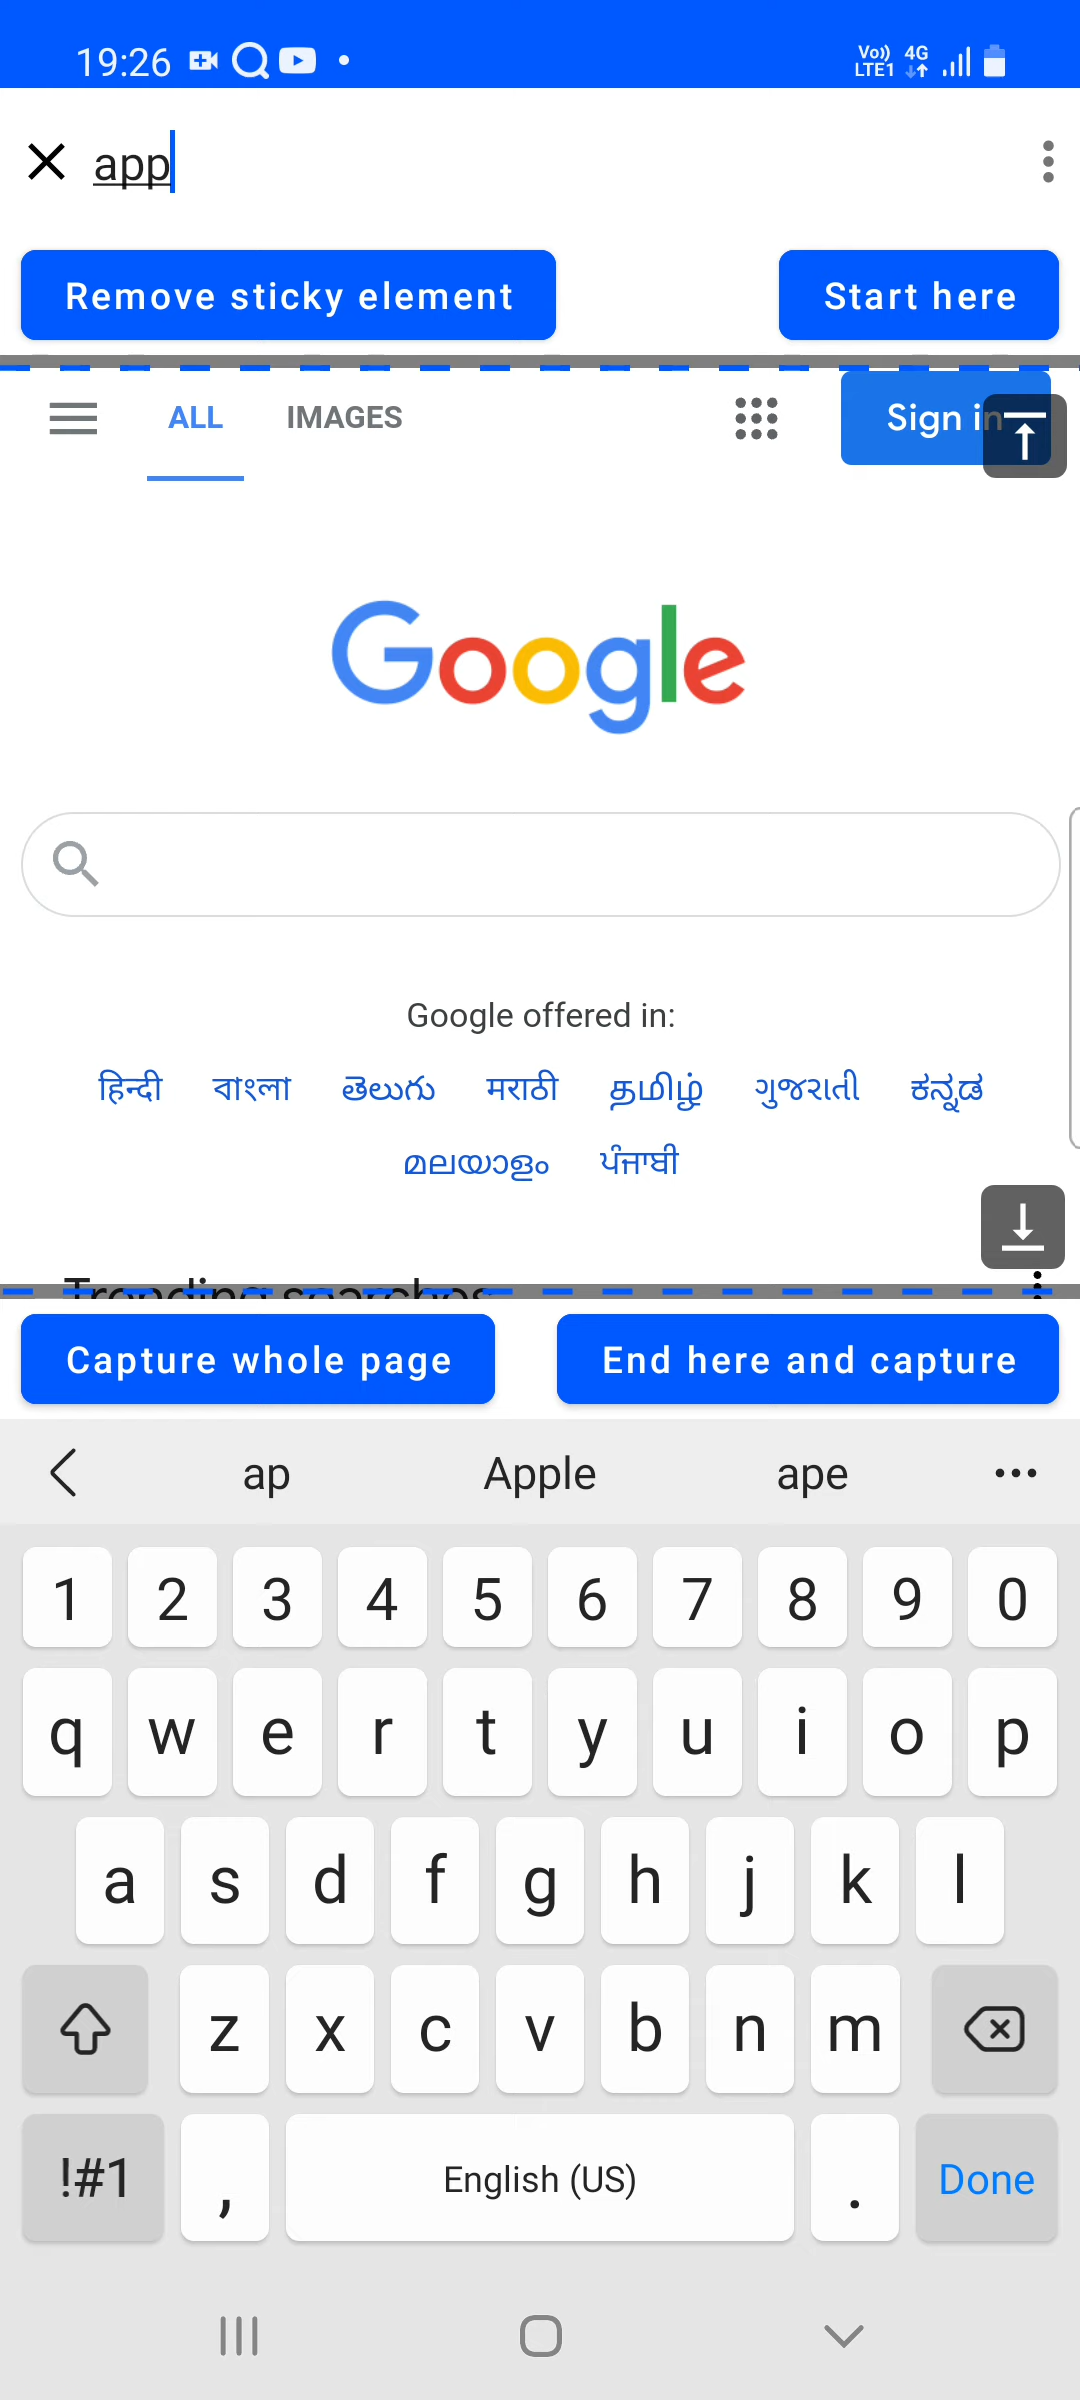 19:26 Vo)) LTE1 4G
app
Remove sticky element Start here
ALL IMAGES Sign in
Google
Google offered in:
हिन्दी বাংলা తెలుగు मराठी தமிழ் ગુજરાતી ಕನ್ನಡ
മലയാളം ਪੰਜਾਬੀ
Trending searches
Capture whole page End here and capture
ap Apple ape
1 2 3 4 5 6 7 8 9 0
q w e r t y u i o p
a s d f g h j k l
z x c v b n m
!#1 , English (US) . Done